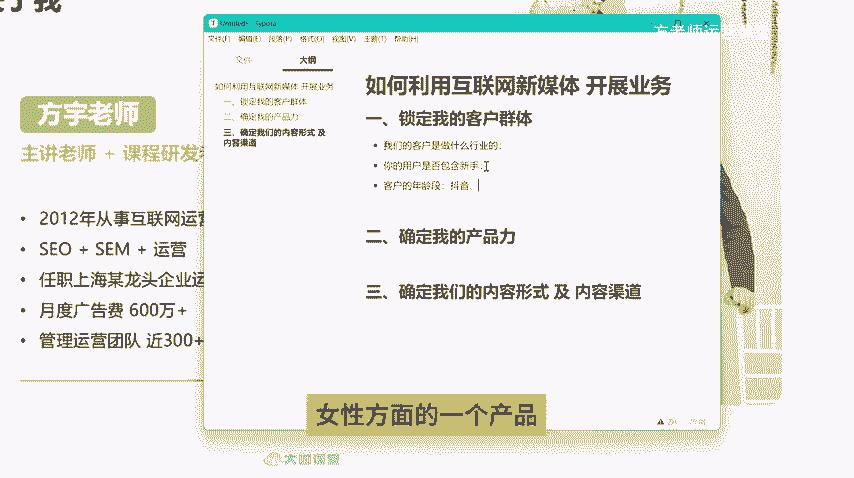 于我
方老师运
方宇老师
主讲老师 + 课程研发
• 2012年从事互联网运营
• SEO + SEM + 运营
• 任职上海某龙头企业运
• 月度广告费 600万+
• 管理运营团队 近300+
Typora
文件(F) 编辑(E) 段落(P) 格式(O) 视图(V) 主题(T) 帮助(H)
文件 大纲
如何利用互联网新媒体 开展业务
一、锁定我的客户群体
二、确定我的产品力
三、确定我们的内容形式 及
内容渠道
如何利用互联网新媒体 开展业务
一、锁定我的客户群体
• 我们的客户是做什么行业的：
• 你的用户是否包含新手：
• 客户的年龄段：抖音、
二、确定我的产品力
三、确定我们的内容形式 及 内容渠道
女性方面的一个产品